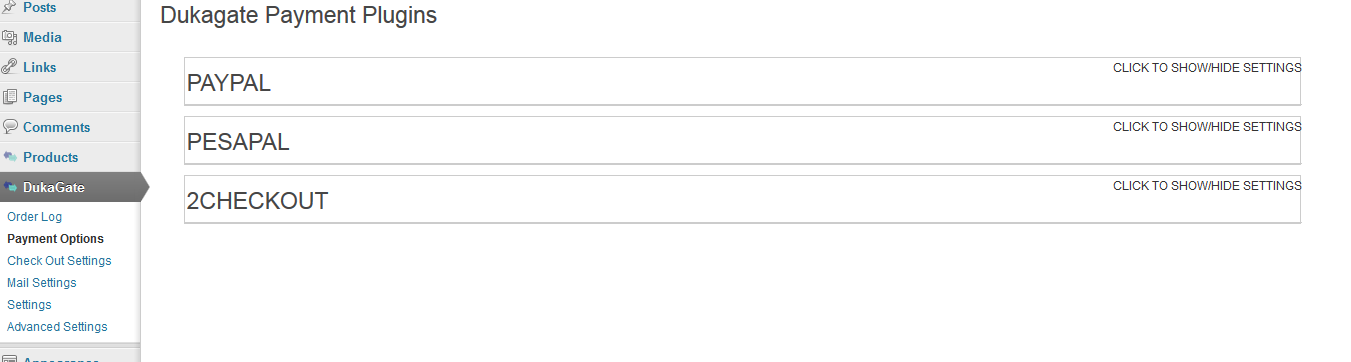 Posts
Media
Links
Pages
Comments
Products
DukaGate
Order Log
Payment Options
Check Out Settings
Mail Settings
Settings
Advanced Settings
Appearance
Dukagate Payment Plugins
CLICK TO SHOW/HIDE SETTINGS
PAYPAL
CLICK TO SHOW/HIDE SETTINGS
PESAPAL
CLICK TO SHOW/HIDE SETTINGS
2CHECKOUT